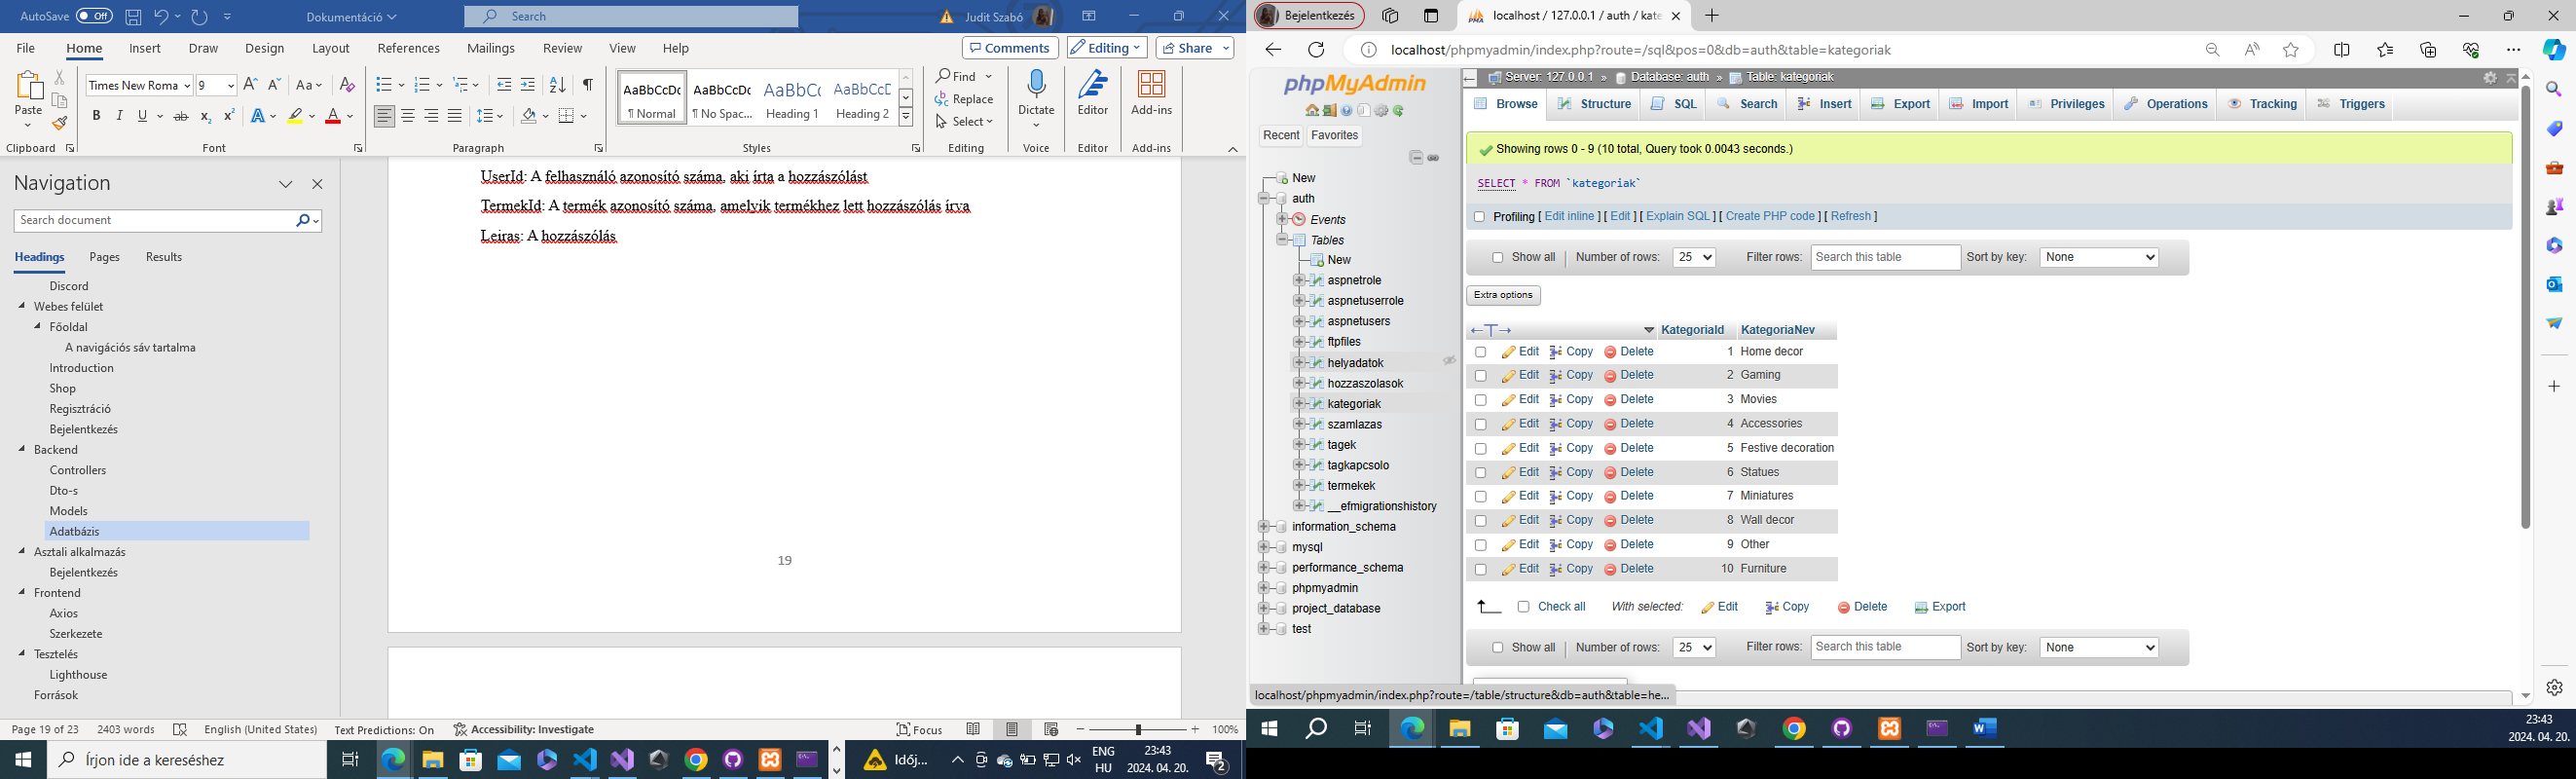 AutoSave Off Dokumentáció Search Judit Szabó
File Home Insert Draw Design Layout References Mailings Review View Help Comments Editing Share
Paste Times New Roma 9 Aa
AaBbCcDc AaBbCcDc AaBbCc AaBbCcD
¶ Normal ¶ No Spac... Heading 1 Heading 2
Find Replace Select
Dictate Editor Add-ins
Clipboard Font Paragraph Styles Editing Voice Editor Add-ins
Navigation
Search document
Headings Pages Results
Discord
Webes felület
Főoldal
A navigációs sáv tartalma
Introduction
Shop
Regisztráció
Bejelentkezés
Backend
Controllers
Dto-s
Models
Adatbázis
Asztali alkalmazás
Bejelentkezés
Frontend
Axios
Szerkezete
Tesztelés
Lighthouse
Források
UserId: A felhasználó azonosító száma, aki írta a hozzászólást
TermekId: A termék azonosító száma, amelyik termékhez lett hozzászólás írva
Leiras: A hozzászólás
19
Page 19 of 23 2403 words English (United States) Text Predictions: On Accessibility: Investigate Focus 100%
Írjon ide a kereséshez Időj... ENG HU 23:43 2024. 04. 20. 2
Bejelentkezés localhost / 127.0.0.1 / auth / kate
localhost/phpmyadmin/index.php?route=/sql&pos=0&db=auth&table=kategoriak
phpMyAdmin
Recent Favorites
New
auth
Events
Tables
New
aspnetrole
aspnetuserrole
aspnetusers
ftpfiles
helyadatok
hozzaszolasok
kategoriak
szamlazas
tagek
tagkapcsolo
termekek
__efmigrationshistory
information_schema
mysql
performance_schema
phpmyadmin
project_database
test
localhost/phpmyadmin/index.php?route=/table/structure&db=auth&table=he...
Server: 127.0.0.1 » Database: auth » Table: kategoriak
Browse Structure SQL Search Insert Export Import Privileges Operations Tracking Triggers
Showing rows 0 - 9 (10 total, Query took 0.0043 seconds.)
SELECT * FROM `kategoriak`
Profiling [ Edit inline ] [ Edit ] [ Explain SQL ] [ Create PHP code ] [ Refresh ]
Show all Number of rows: 25 Filter rows: Search this table Sort by key: None
Extra options
KategoriaId KategoriaNev
Edit Copy Delete 1 Home decor
Edit Copy Delete 2 Gaming
Edit Copy Delete 3 Movies
Edit Copy Delete 4 Accessories
Edit Copy Delete 5 Festive decoration
Edit Copy Delete 6 Statues
Edit Copy Delete 7 Miniatures
Edit Copy Delete 8 Wall decor
Edit Copy Delete 9 Other
Edit Copy Delete 10 Furniture
Check all With selected: Edit Copy Delete Export
Show all Number of rows: 25 Filter rows: Search this table Sort by key: None
23:43
2024. 04. 20.